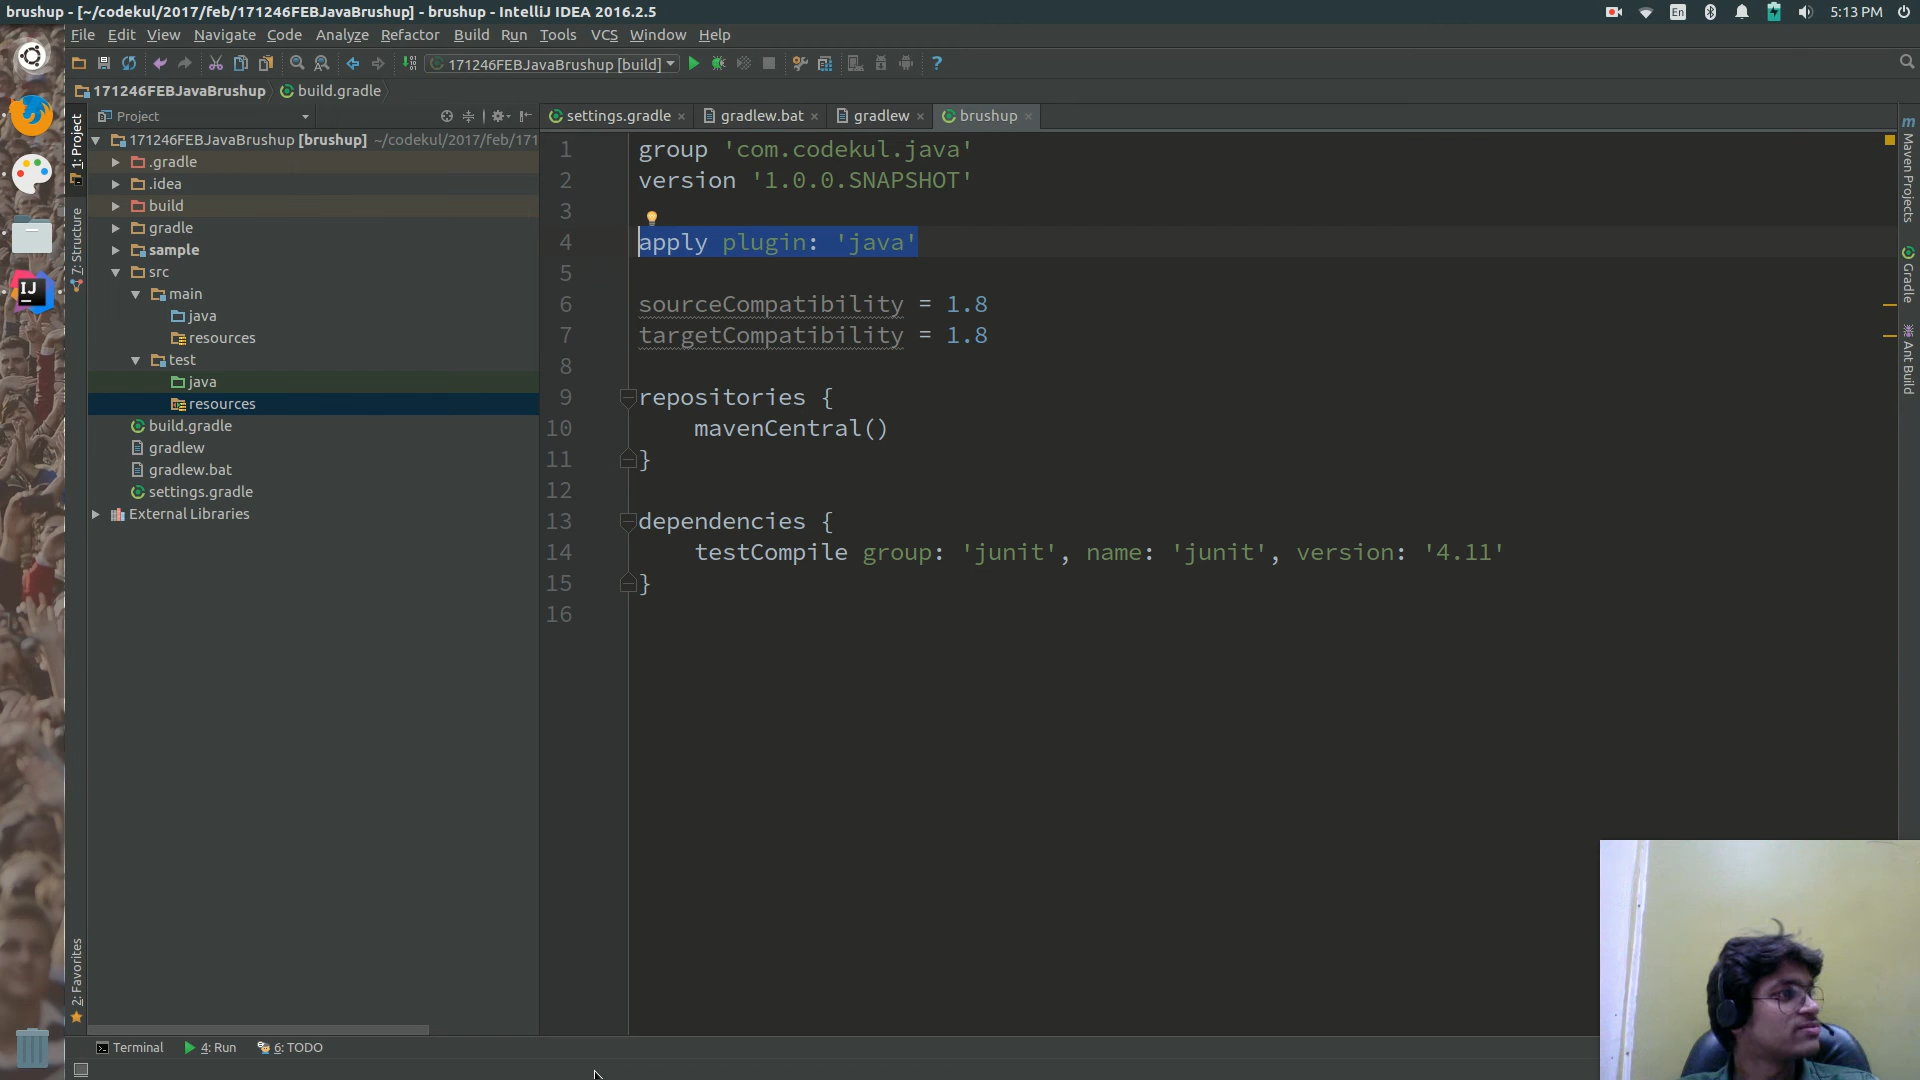 brushup - [~/codekul/2017/feb/171246FEBJavaBrushup] - brushup - IntelliJ IDEA 2016.2.5
En
5:13 PM
File Edit View Navigate Code Analyze Refactor Build Run Tools VCS Window Help
171246FEBJavaBrushup [build]
?
171246FEBJavaBrushup build.gradle
Project
settings.gradle
gradlew.bat
gradlew
brushup
1: Project
7: Structure
2: Favorites
171246FEBJavaBrushup [brushup] ~/codekul/2017/feb/171
.gradle
.idea
build
gradle
sample
src
main
java
resources
test
java
resources
build.gradle
gradlew
gradlew.bat
settings.gradle
External Libraries
IJ
1 group 'com.codekul.java'
2 version '1.0.0.SNAPSHOT'
3
4 apply plugin: 'java'
5
6 sourceCompatibility = 1.8
7 targetCompatibility = 1.8
8
9 repositories {
10 mavenCentral()
11 }
12
13 dependencies {
14 testCompile group: 'junit', name: 'junit', version: '4.11'
15 }
16
m Maven Projects
Gradle
Ant Build
Terminal
4: Run
6: TODO